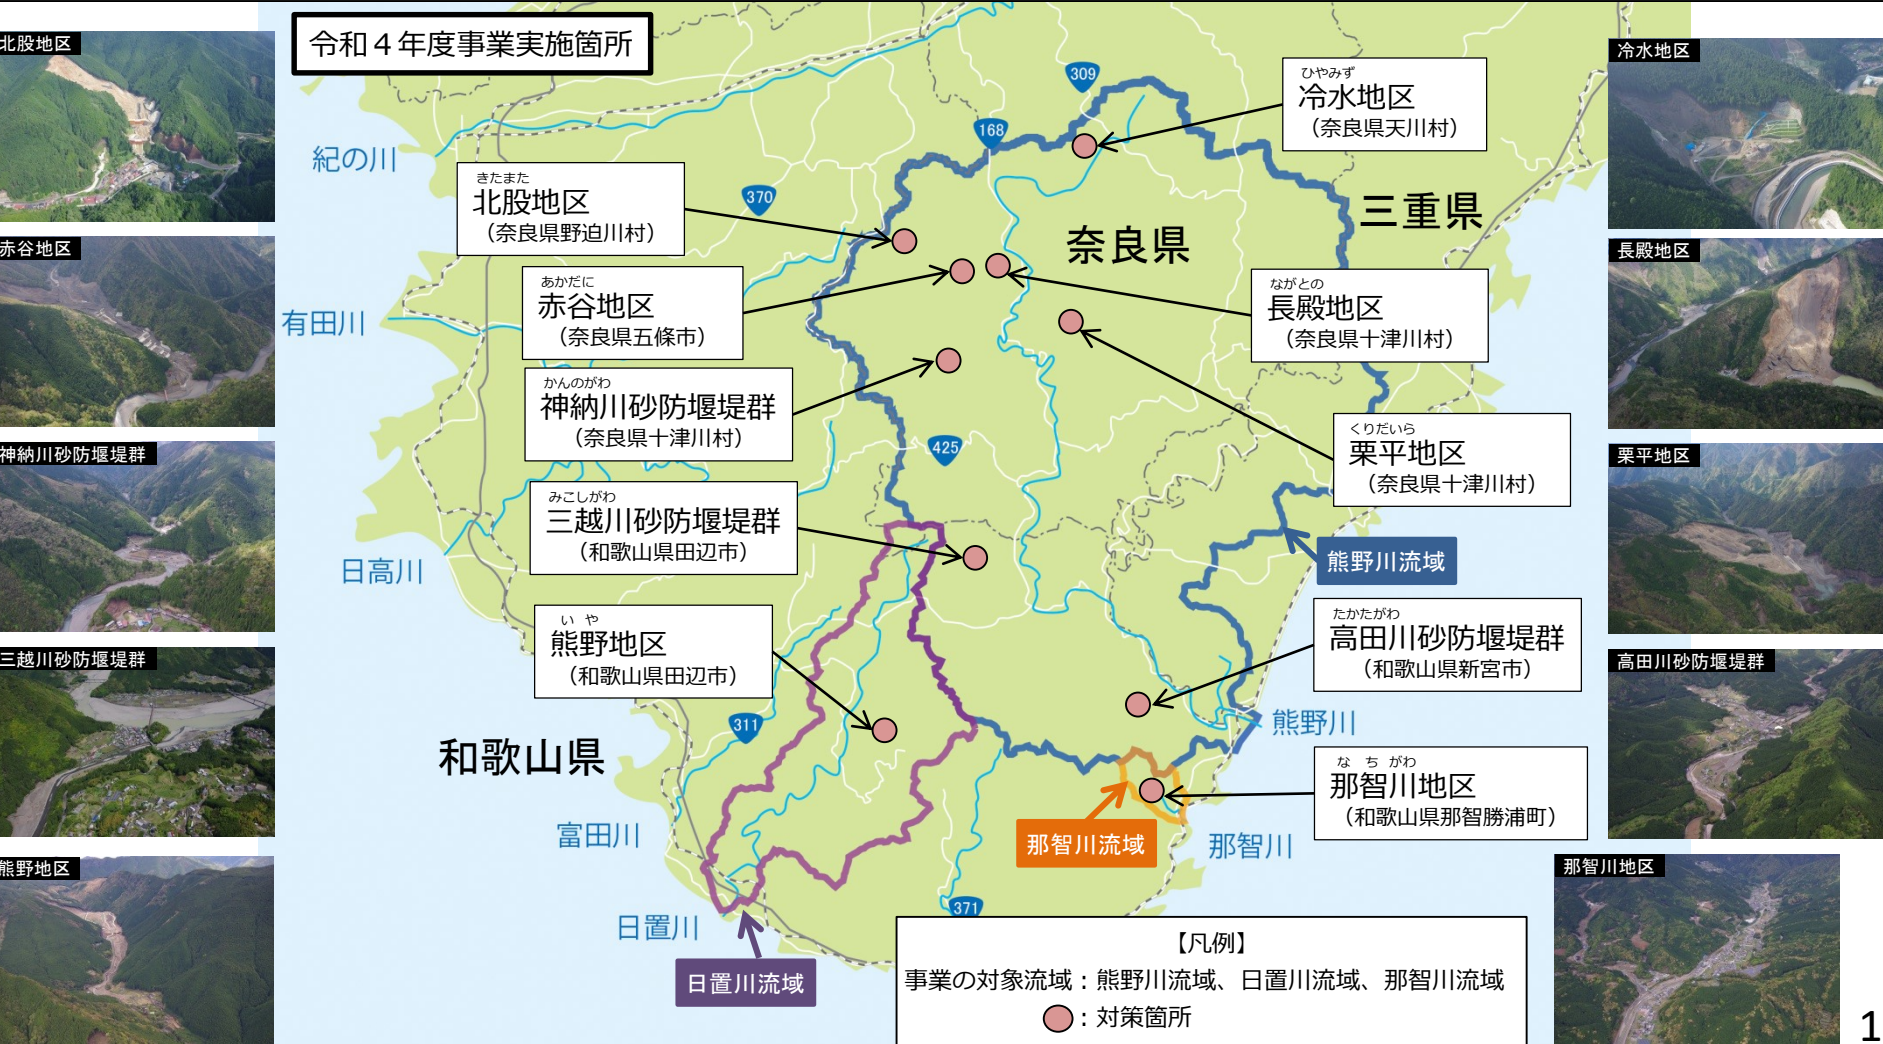 令和４年度事業実施箇所
北股地区
赤谷地区
神納川砂防堰堤群
三越川砂防堰堤群
熊野地区
紀の川
有田川
日高川
富田川
日置川
和歌山県
奈良県
三重県
309
168
370
425
311
371
きたまた
北股地区
（奈良県野迫川村）
あかだに
赤谷地区
（奈良県五條市）
かんのがわ
神納川砂防堰堤群
（奈良県十津川村）
みこしがわ
三越川砂防堰堤群
（和歌山県田辺市）
いや
熊野地区
（和歌山県田辺市）
ひやみず
冷水地区
（奈良県天川村）
ながとの
長殿地区
（奈良県十津川村）
くりだいら
栗平地区
（奈良県十津川村）
熊野川流域
たかたがわ
高田川砂防堰堤群
（和歌山県新宮市）
熊野川
なちがわ
那智川地区
（和歌山県那智勝浦町）
那智川流域
那智川
日置川流域
【凡例】
事業の対象流域：熊野川流域、日置川流域、那智川流域
：対策箇所
冷水地区
長殿地区
栗平地区
高田川砂防堰堤群
那智川地区
1